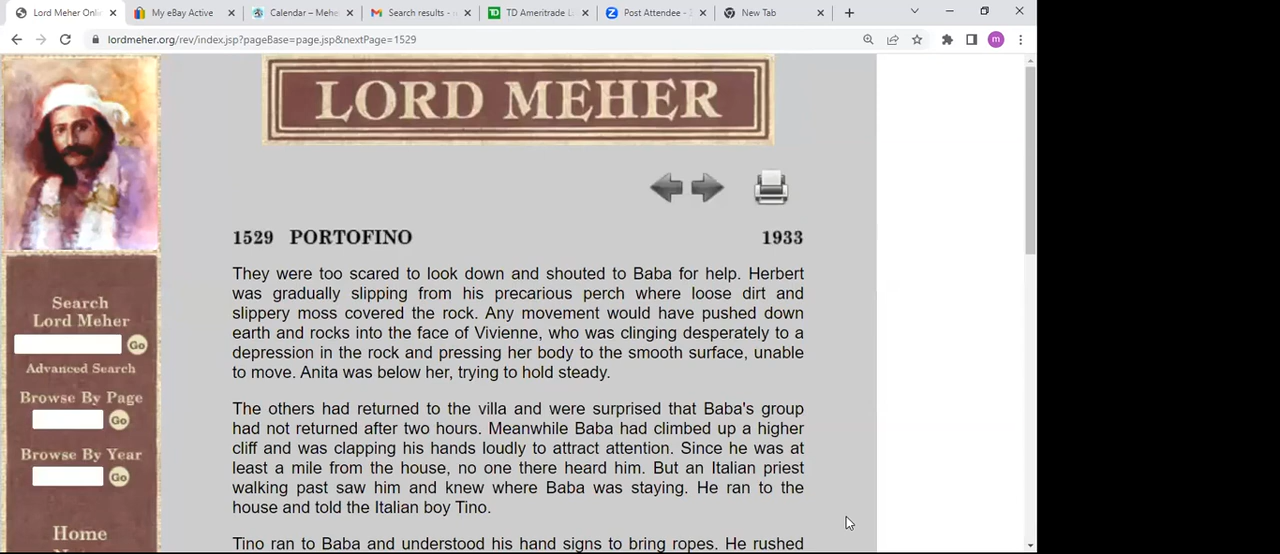 Lord Meher Onli
My eBay Active
Calendar – Mehe
Search results -
TD Ameritrade L
Post Attendee -
New Tab
lordmeher.org/rev/index.jsp?pageBase=page.jsp&nextPage=1529
m
LORD MEHER
1529 PORTOFINO 1933
They were too scared to look down and shouted to Baba for help. Herbert
was gradually slipping from his precarious perch where loose dirt and
slippery moss covered the rock. Any movement would have pushed down
earth and rocks into the face of Vivienne, who was clinging desperately to a
depression in the rock and pressing her body to the smooth surface, unable
to move. Anita was below her, trying to hold steady.
The others had returned to the villa and were surprised that Baba's group
had not returned after two hours. Meanwhile Baba had climbed up a higher
cliff and was clapping his hands loudly to attract attention. Since he was at
least a mile from the house, no one there heard him. But an Italian priest
walking past saw him and knew where Baba was staying. He ran to the
house and told the Italian boy Tino.
Tino ran to Baba and understood his hand signs to bring ropes. He rushed
Search
Lord Meher
Go
Advanced Search
Browse By Page
Go
Browse By Year
Go
Home